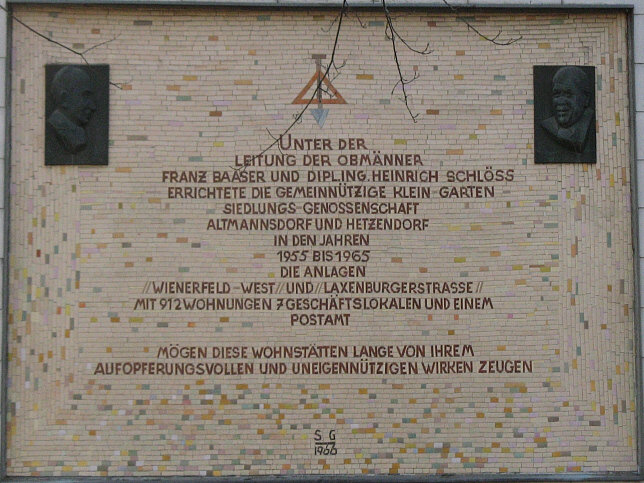 UNTER DER
LEITUNG DER OBMÄNNER
FRANZ BAASER UND DIPL.ING. HEINRICH SCHLÖSS
ERRICHTETE DIE GEMEINNÜTZIGE KLEIN-GARTEN
SIEDLUNGS-GENOSSENSCHAFT
ALTMANNSDORF UND HETZENDORF
IN DEN JAHREN
1955 BIS 1965
DIE ANLAGEN
//WIENERFELD-WEST// UND //LAXENBURGERSTRASSE//
MIT 912 WOHNUNGEN 7 GESCHÄFTSLOKALEN UND EINEM
POSTAMT
MÖGEN DIESE WOHNSTÄTTEN LANGE VON IHREM
AUFOPFERUNGSVOLLEN UND UNEIGENNÜTZIGEN WIRKEN ZEUGEN
S G
1966